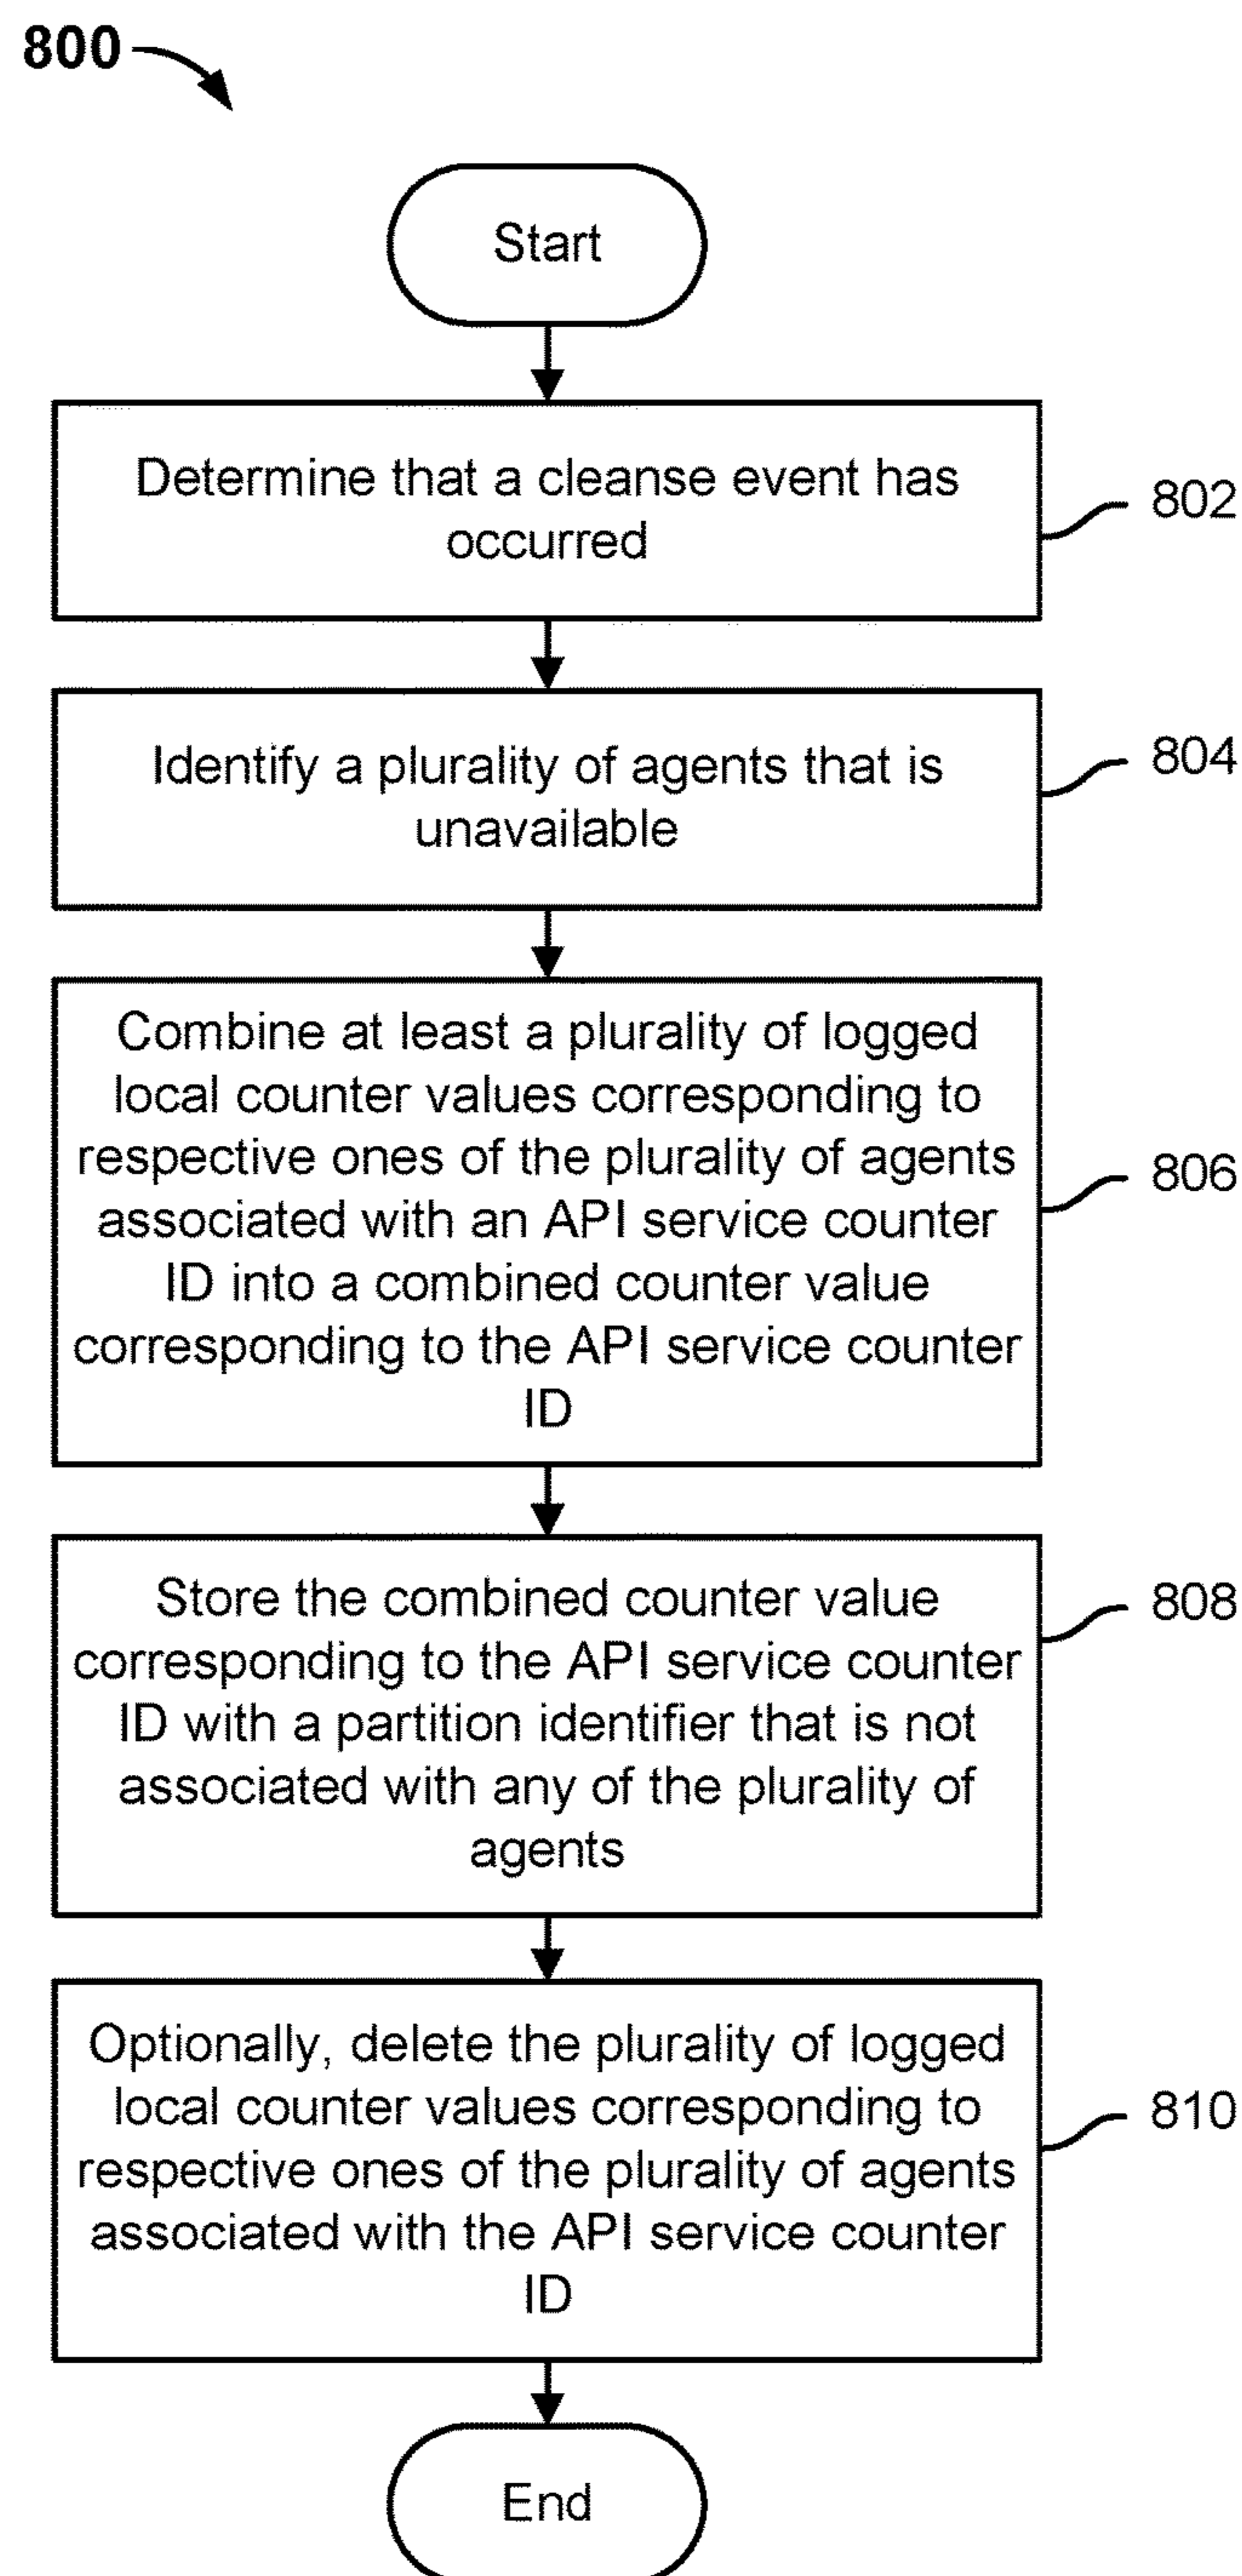 800
Start
Determine that a cleanse event has
occurred
802
Identify a plurality of agents that is
unavailable
804
Combine at least a plurality of logged
local counter values corresponding to
respective ones of the plurality of agents
associated with an API service counter
ID into a combined counter value
corresponding to the API service counter
ID
806
Store the combined counter value
corresponding to the API service counter
ID with a partition identifier that is not
associated with any of the plurality of
agents
808
Optionally, delete the plurality of logged
local counter values corresponding to
respective ones of the plurality of agents
associated with the API service counter
ID
810
End